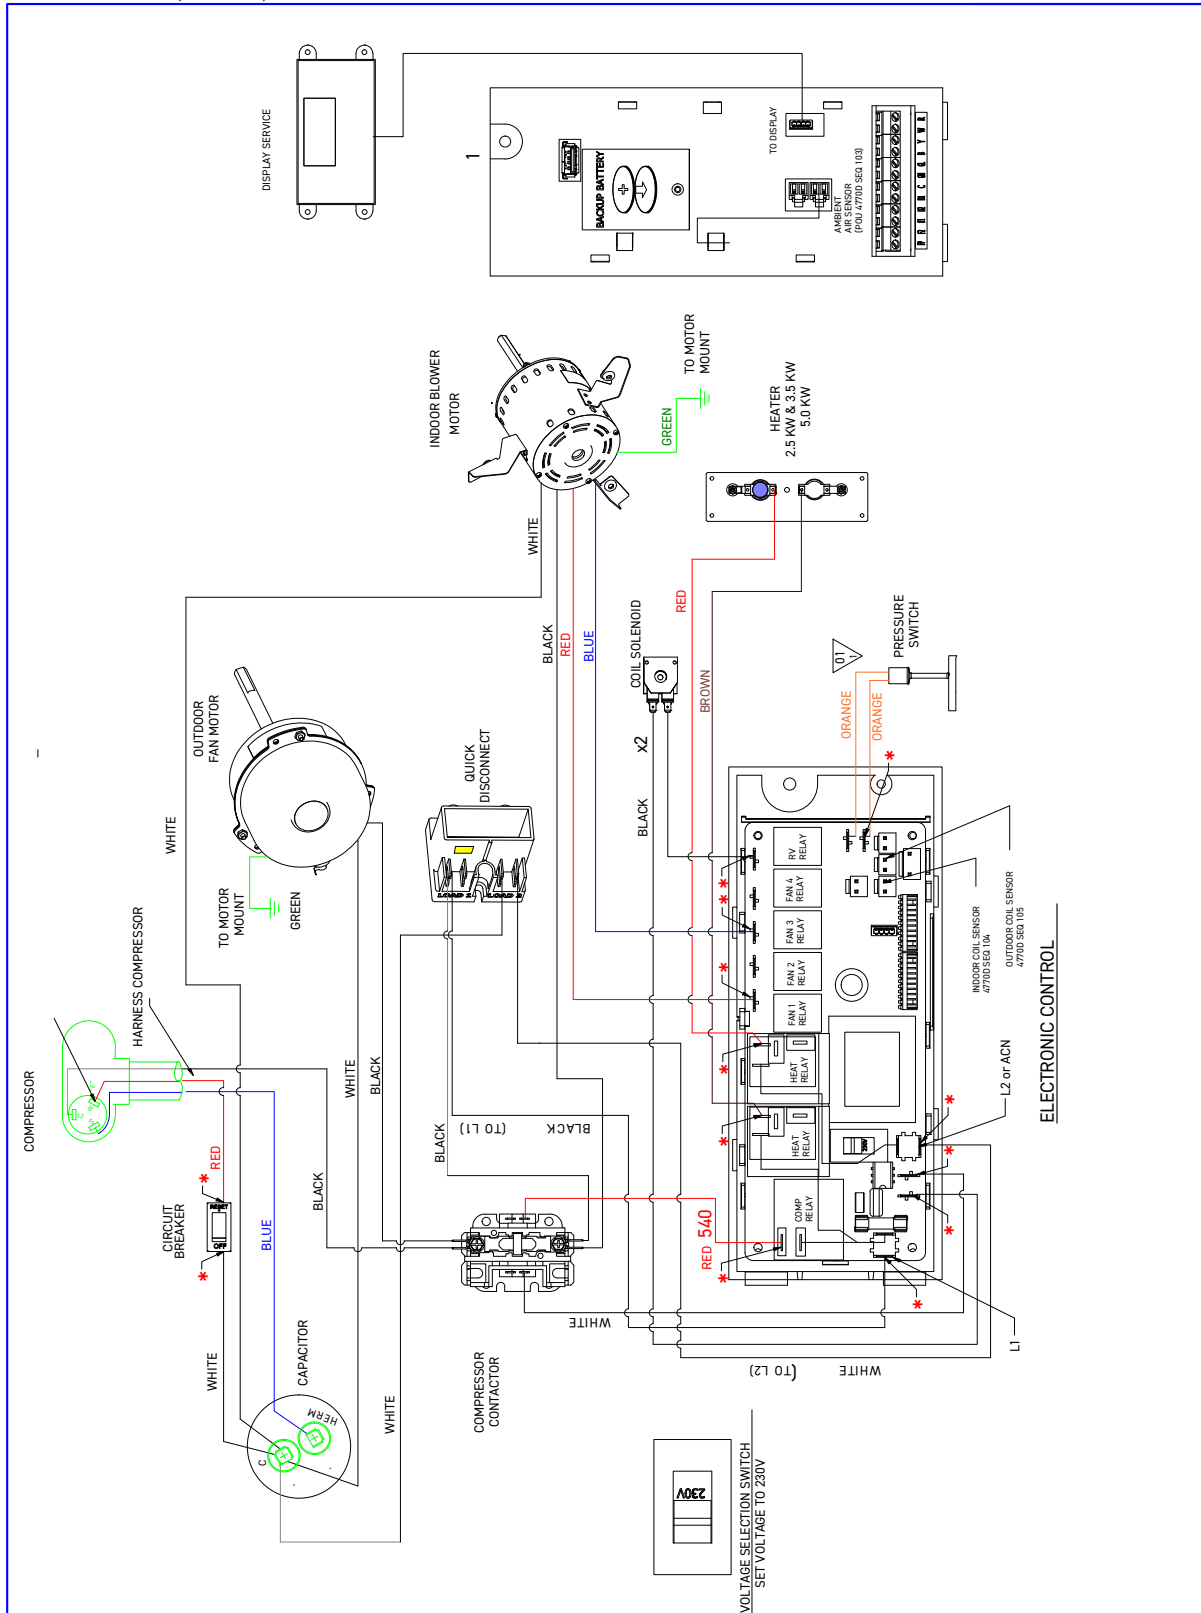 DISPLAY SERVICE
1
BACKUP BATTERY
TO DISPLAY
AMBIENT
AIR SENSOR
(POU 4770D SEQ 103)
INDOOR BLOWER
MOTOR
GREEN
TO MOTOR
MOUNT
HEATER
2.5 KW & 3.5 KW
5.0 KW
WHITE
BLACK
RED
BLUE
RED
BROWN
COIL SOLENOID
x2
BLACK
01
1
ORANGE
ORANGE
PRESSURE
SWITCH
OUTDOOR
FAN MOTOR
WHITE
TO MOTOR
MOUNT
GREEN
QUICK
DISCONNECT
LOAD 1
LOAD 2
COMPRESSOR
HARNESS COMPRESSOR
WHITE
BLACK
BLACK
BLACK (TO L1)
CIRCUIT
BREAKER
RESET
OFF
RED
BLUE
BLACK
WHITE
CAPACITOR
C
HERM
WHITE
COMPRESSOR
CONTACTOR
WHITE
RED 540
RV
RELAY
FAN 4
RELAY
FAN 3
RELAY
FAN 2
RELAY
FAN 1
RELAY
HEAT
RELAY
HEAT
RELAY
COMP
RELAY
230V
INDOOR COIL SENSOR
4770D SEQ 104
OUTDOOR COIL SENSOR
4770D SEQ 105
ELECTRONIC CONTROL
L2 or ACN
L1
WHITE (TO L2)
230V
VOLTAGE SELECTION SWITCH
SET VOLTAGE TO 230V